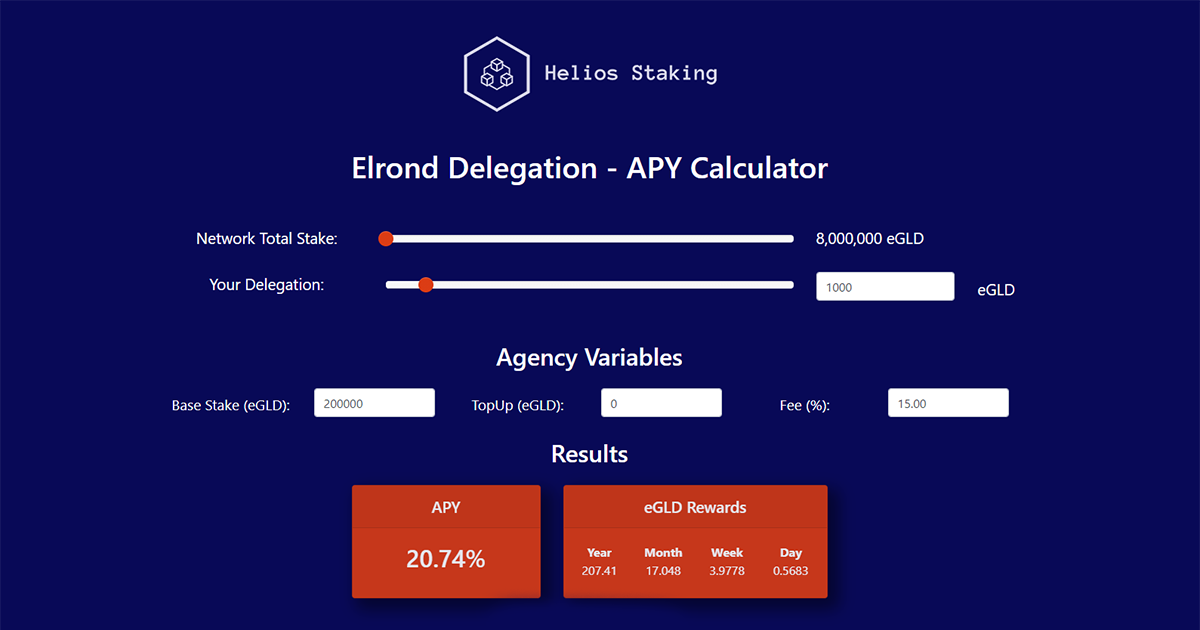 Helios Staking
Elrond Delegation - APY Calculator
Network Total Stake: 8,000,000 eGLD
Your Delegation: 1000 eGLD
Agency Variables
Base Stake (eGLD): 200000 TopUp (eGLD): 0 Fee (%): 15.00
Results
APY eGLD Rewards
20.74%
Year Month Week Day
207.41 17.048 3.9778 0.5683